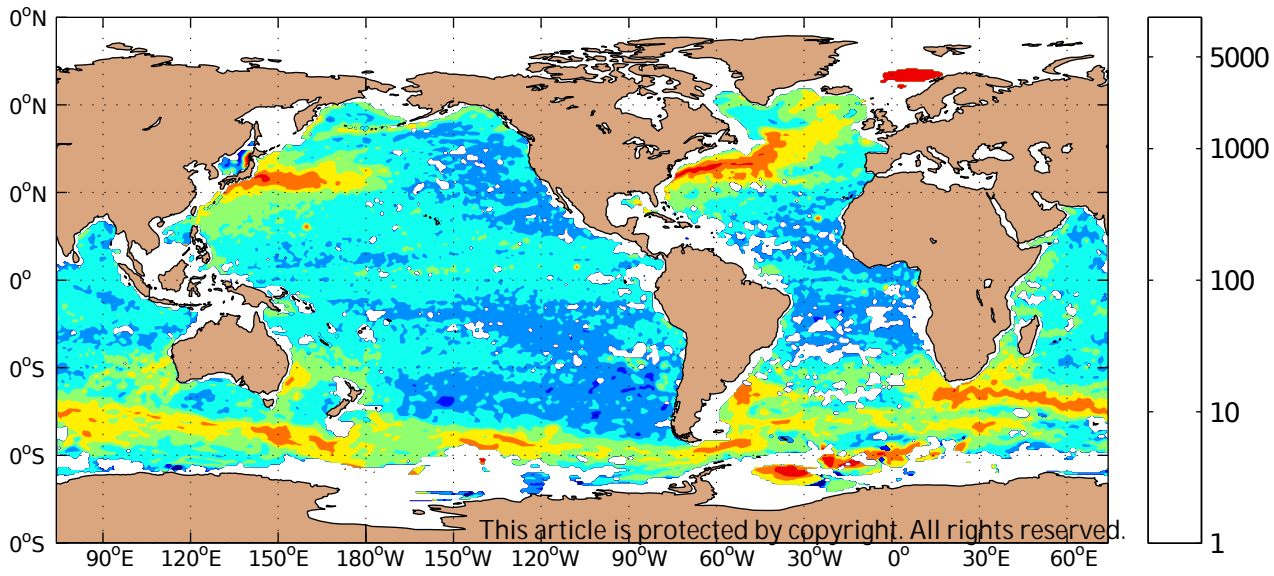 0°N
5000
0°N
1000
0°N
0°
100
0°S
10
0°S
This article is protected by copyright. All rights reserved.
0°S
1
90°E 120°E 150°E 180°W 150°W 120°W 90°W 60°W 30°W 0° 30°E 60°E